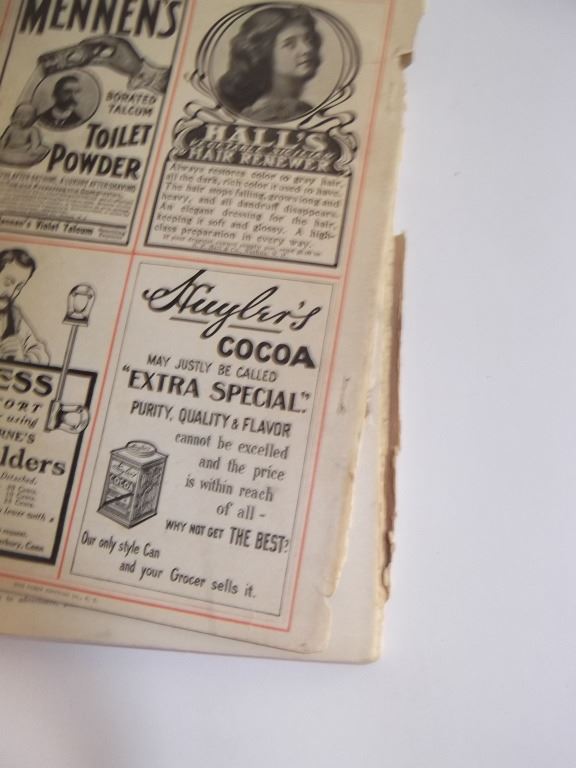 MENNEN'S
BORATED
TALCUM
TOILET
POWDER
Mennen's Violet Talcum
HALL'S
VEGETABLE SICILIAN
HAIR RENEWER
Always restores color to gray hair,
all the dark, rich color it used to have.
The hair stops falling, grows long and
heavy, and all dandruff disappears.
An elegant dressing for the hair,
keeping it soft and glossy. A high-
class preparation in every way.
ESS
ORT
using
RNE'S
lders
Detached.
Conn
Huyler's
COCOA
MAY JUSTLY BE CALLED
"EXTRA SPECIAL."
PURITY, QUALITY & FLAVOR
cannot be excelled
and the price
is within reach
of all -
WHY NOT GET THE BEST?
COCOA
Our only style Can
and your Grocer sells it.